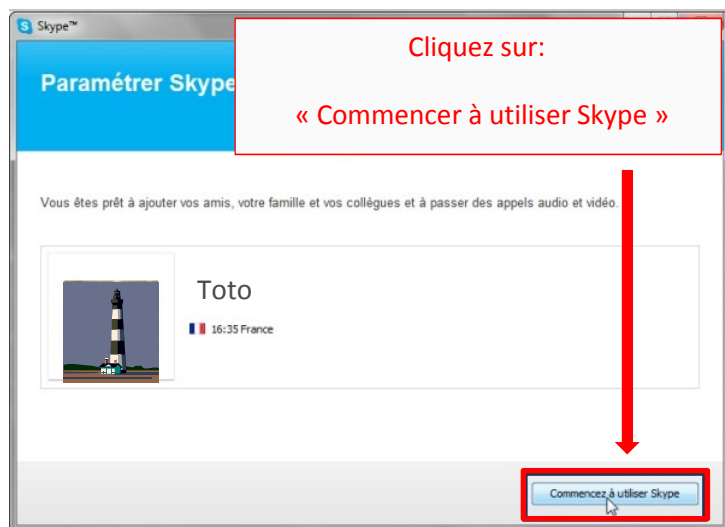 Skype™
Cliquez sur:
« Commencer à utiliser Skype »
Paramétrer Skype
Vous êtes prêt à ajouter vos amis, votre famille et vos collègues et à passer des appels audio et vidéo.
Toto
16:35 France
Commencez à utiliser Skype